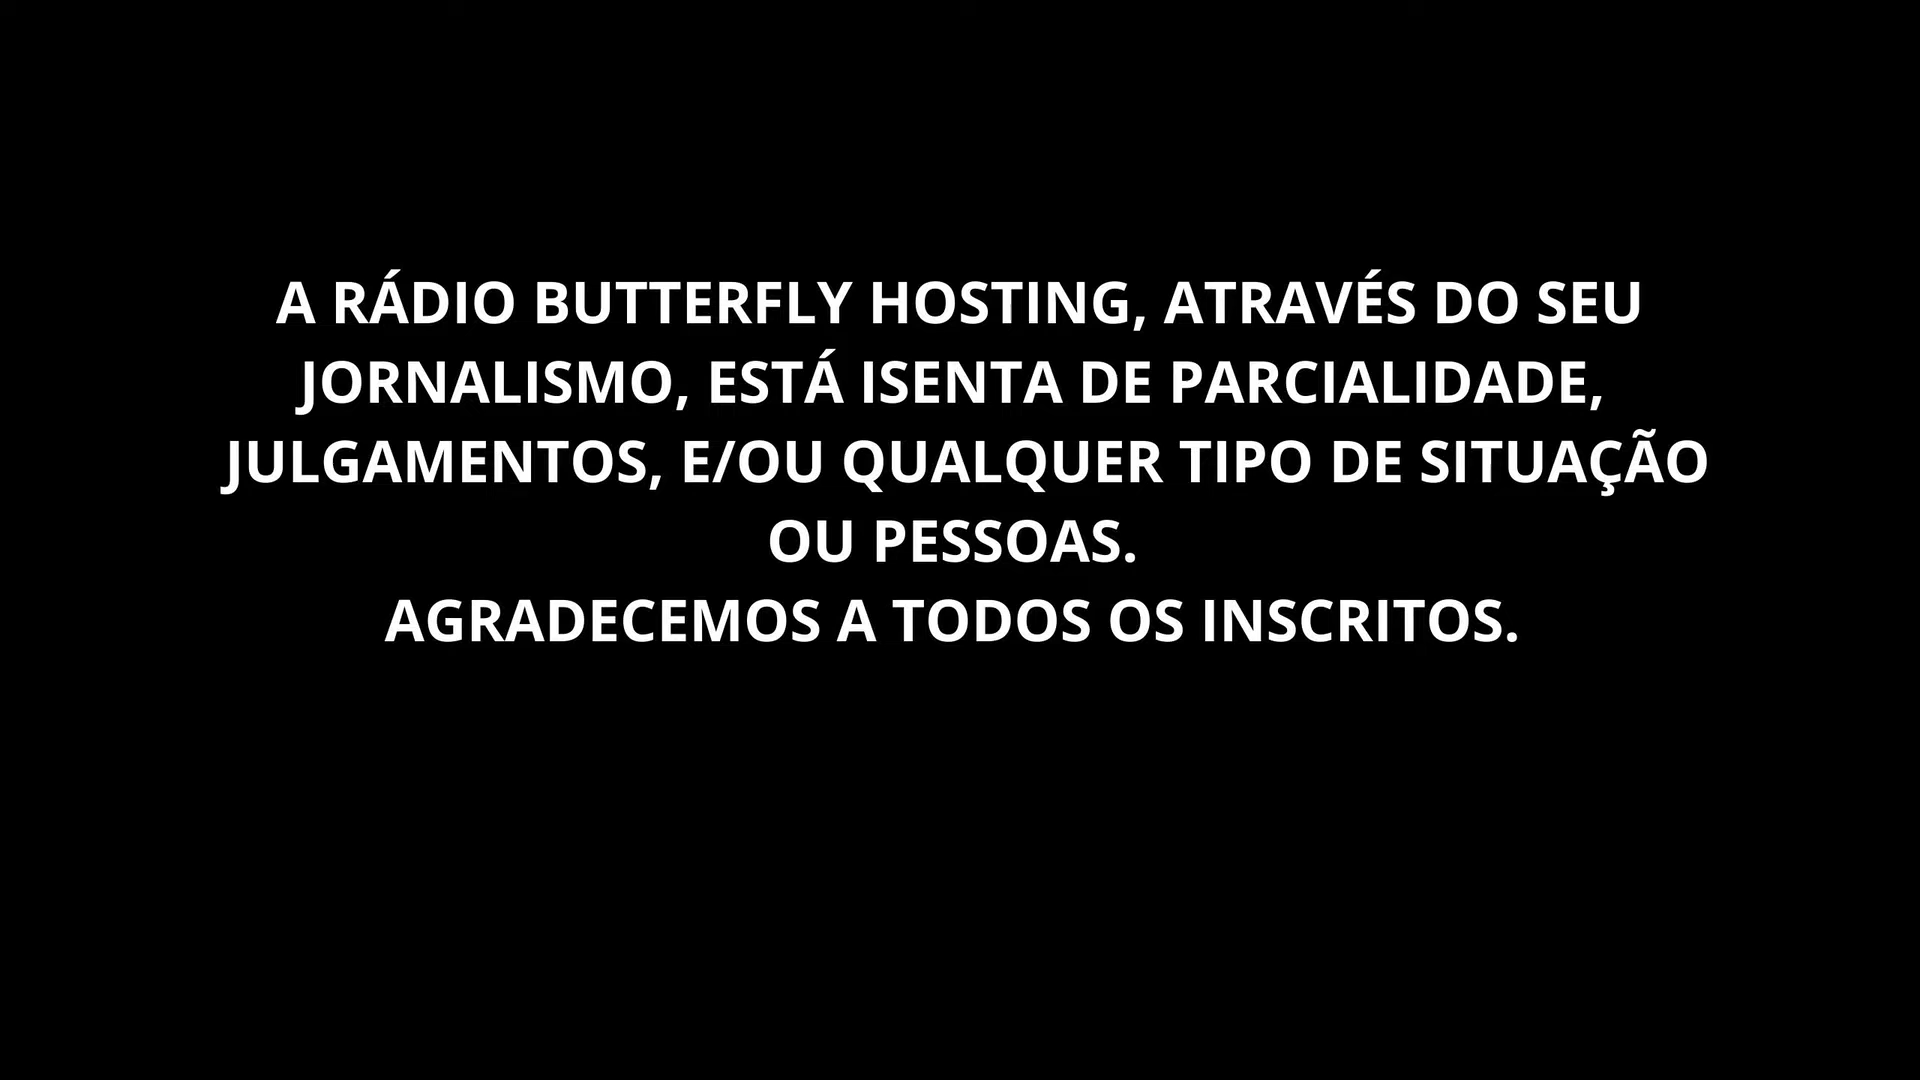 A RÁDIO BUTTERFLY HOSTING, ATRAVÉS DO SEU
JORNALISMO, ESTÁ ISENTA DE PARCIALIDADE,
JULGAMENTOS, E/OU QUALQUER TIPO DE SITUAÇÃO
OU PESSOAS.
AGRADECEMOS A TODOS OS INSCRITOS.